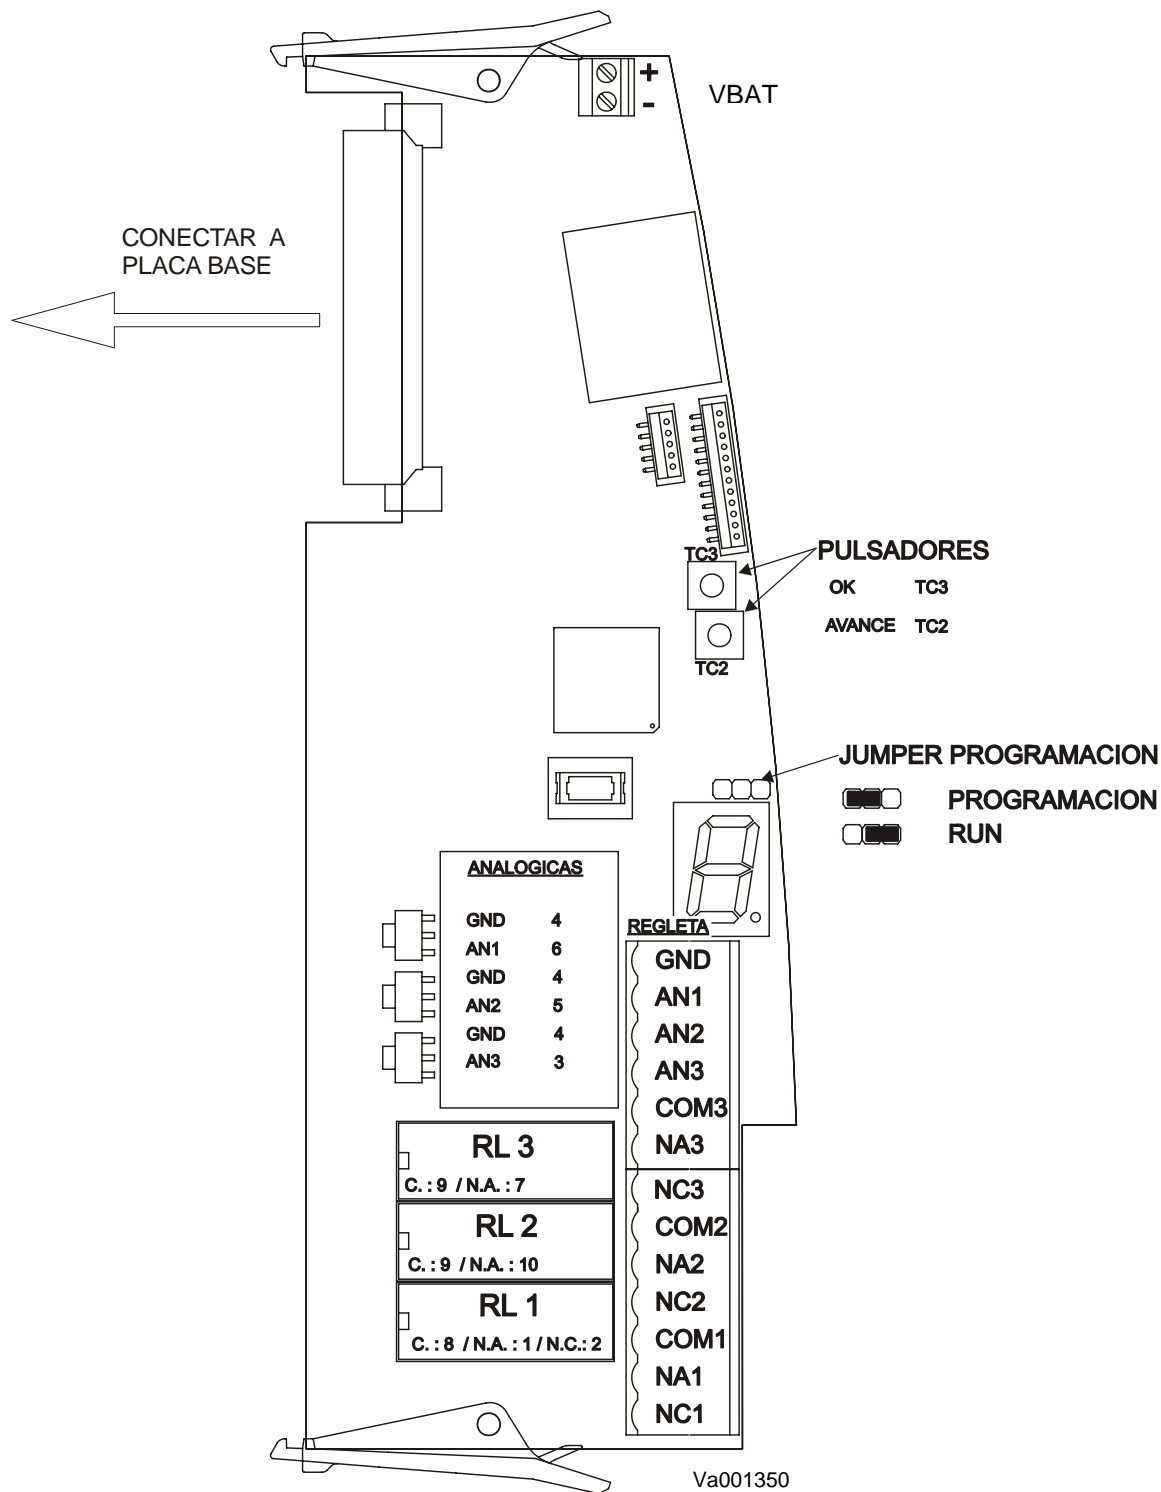 +
-
VBAT
CONECTAR A
PLACA BASE
TC3
PULSADORES
OK TC3
AVANCE TC2
TC2
JUMPER PROGRAMACION
PROGRAMACION
RUN
ANALOGICAS
GND 4
AN1 6
GND 4
AN2 5
GND 4
AN3 3
REGLETA
GND
AN1
AN2
AN3
COM3
NA3
NC3
COM2
NA2
NC2
COM1
NA1
NC1
RL 3
C. : 9 / N.A. : 7
RL 2
C. : 9 / N.A. : 10
RL 1
C. : 8 / N.A. : 1 / N.C.: 2
Va001350